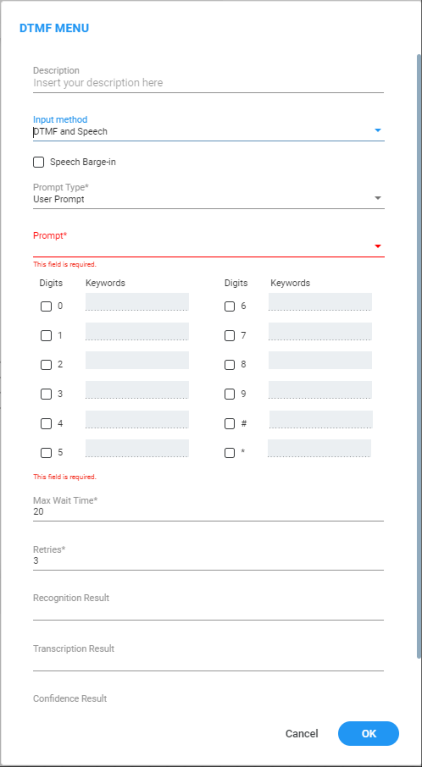 DTMF MENU
Description
Insert your description here
Input method
DTMF and Speech
Speech Barge-in
Prompt Type*
User Prompt
Prompt*
This field is required.
Digits Keywords Digits Keywords
0 6
1 7
2 8
3 9
4 #
5 *
This field is required.
Max Wait Time*
20
Retries*
3
Recognition Result
Transcription Result
Confidence Result
Cancel OK